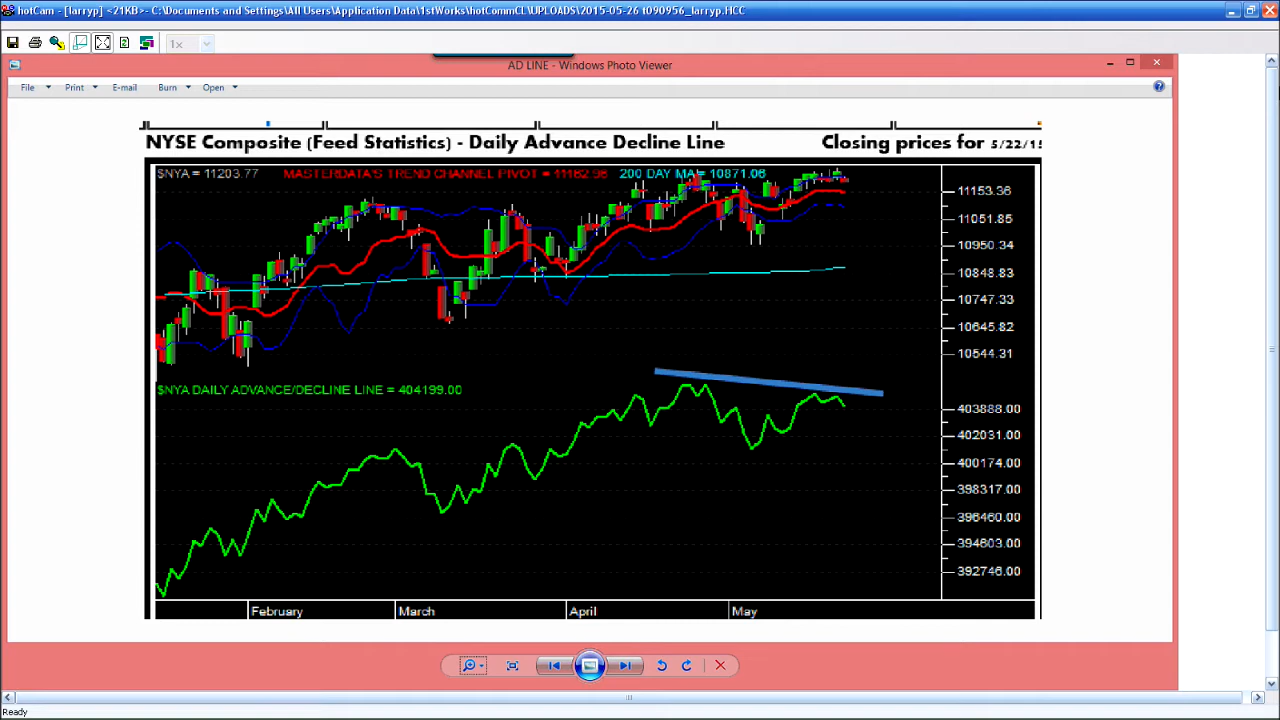 hotCam - [larryp] <21KB> - C:\Documents and Settings\All Users\Application Data\1stWorks\hotCommCL\UPLOADS\2015-05-26 t090956_larryp.HCC
1x
AD LINE - Windows Photo Viewer
File Print E-mail Burn Open
NYSE Composite (Feed Statistics) - Daily Advance Decline Line Closing prices for 5/22/15
$NYA = 11203.77 MASTERDATA'S TREND CHANNEL PIVOT = 11162.98 200 DAY MA= 10871.06
11153.36
11051.85
10950.34
10848.83
10747.33
10645.82
10544.31
$NYA DAILY ADVANCE/DECLINE LINE = 404199.00
403888.00
402031.00
400174.00
398317.00
396460.00
394603.00
392746.00
February March April May
Ready